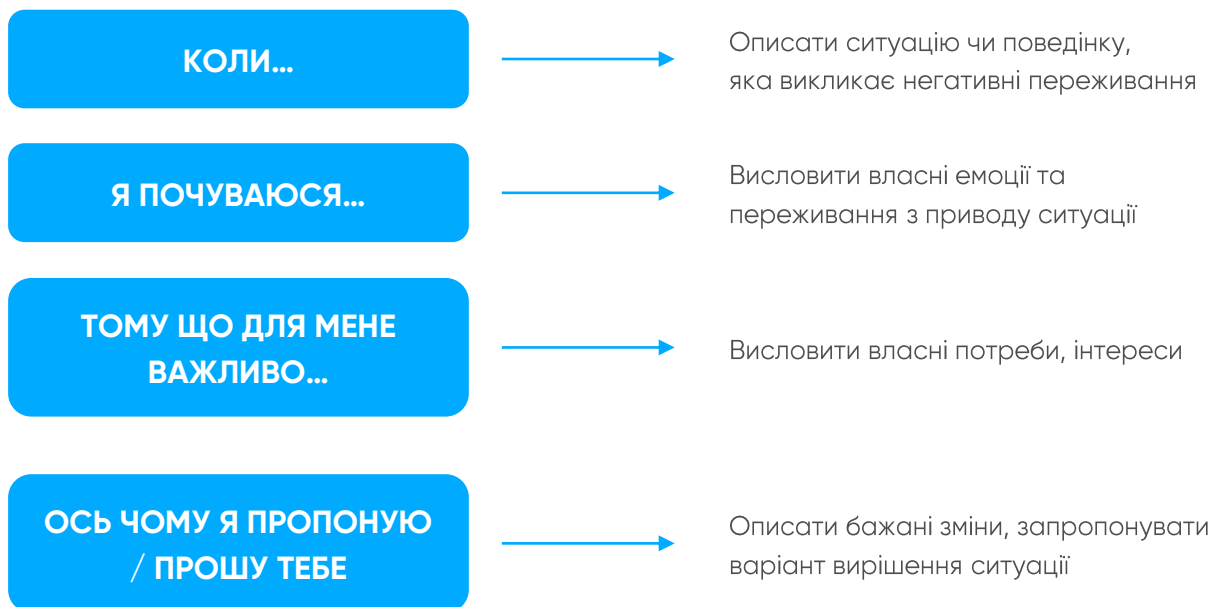 КОЛИ...
Описати ситуацію чи поведінку,
яка викликає негативні переживання
Я ПОЧУВАЮСЯ...
Висловити власні емоції та
переживання з приводу ситуації
ТОМУ ЩО ДЛЯ МЕНЕ
ВАЖЛИВО...
Висловити власні потреби, інтереси
ОСЬ ЧОМУ Я ПРОПОНУЮ
/ ПРОШУ ТЕБЕ
Описати бажані зміни, запропонувати
варіант вирішення ситуації